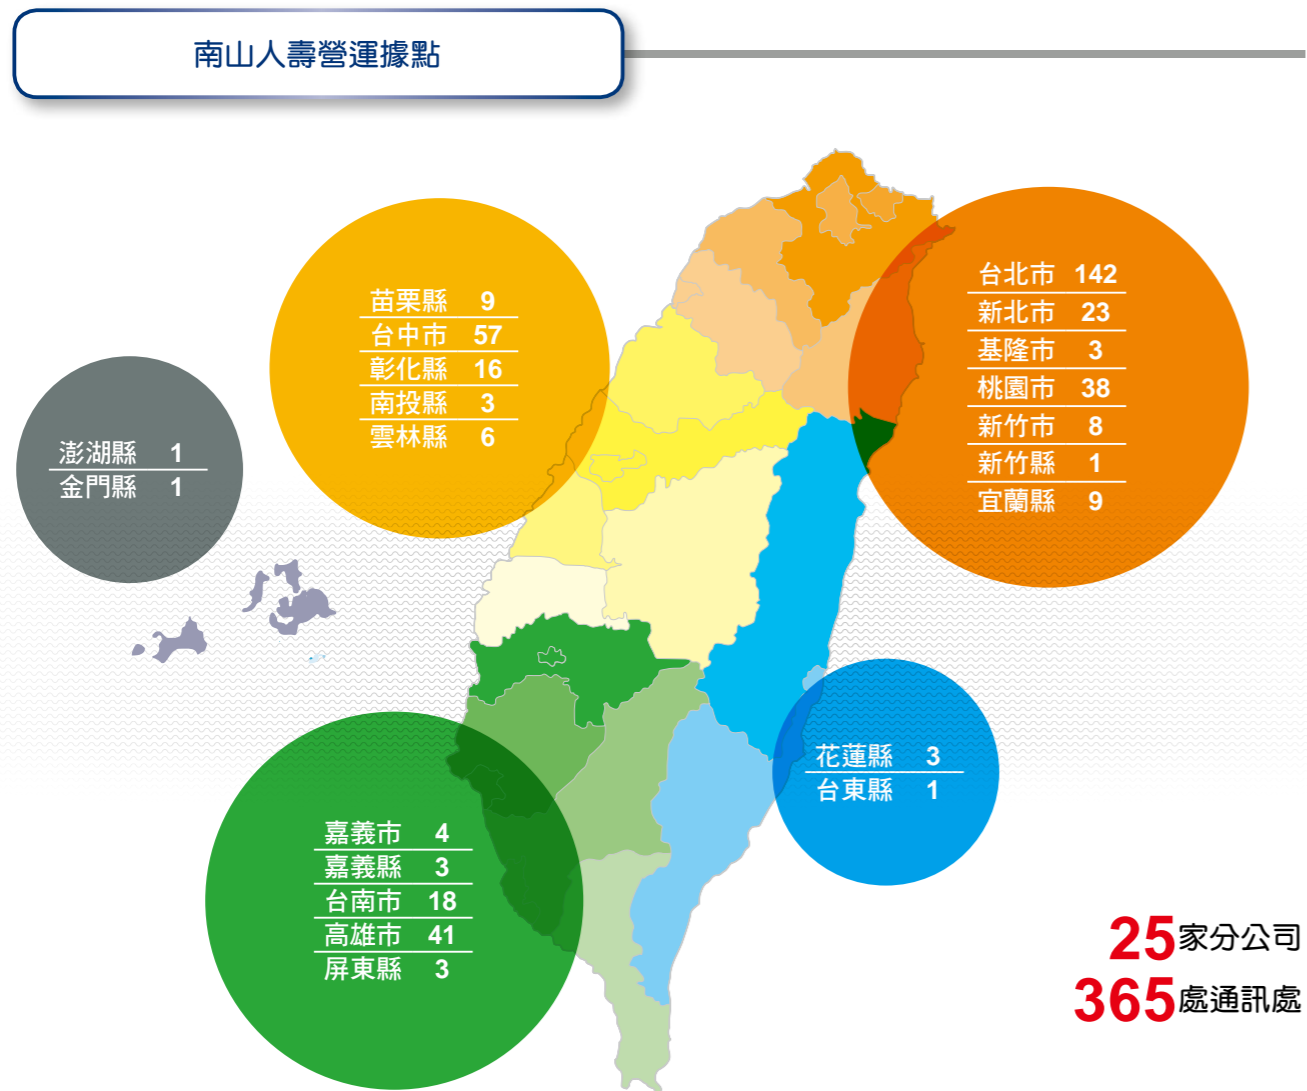 南山人壽營運據點
台北市 142
新北市 23
基隆市 3
桃園市 38
新竹市 8
新竹縣 1
宜蘭縣 9
苗栗縣 9
台中市 57
彰化縣 16
南投縣 3
雲林縣 6
澎湖縣 1
金門縣 1
花蓮縣 3
台東縣 1
嘉義市 4
嘉義縣 3
台南市 18
高雄市 41
屏東縣 3
25家分公司
365處通訊處